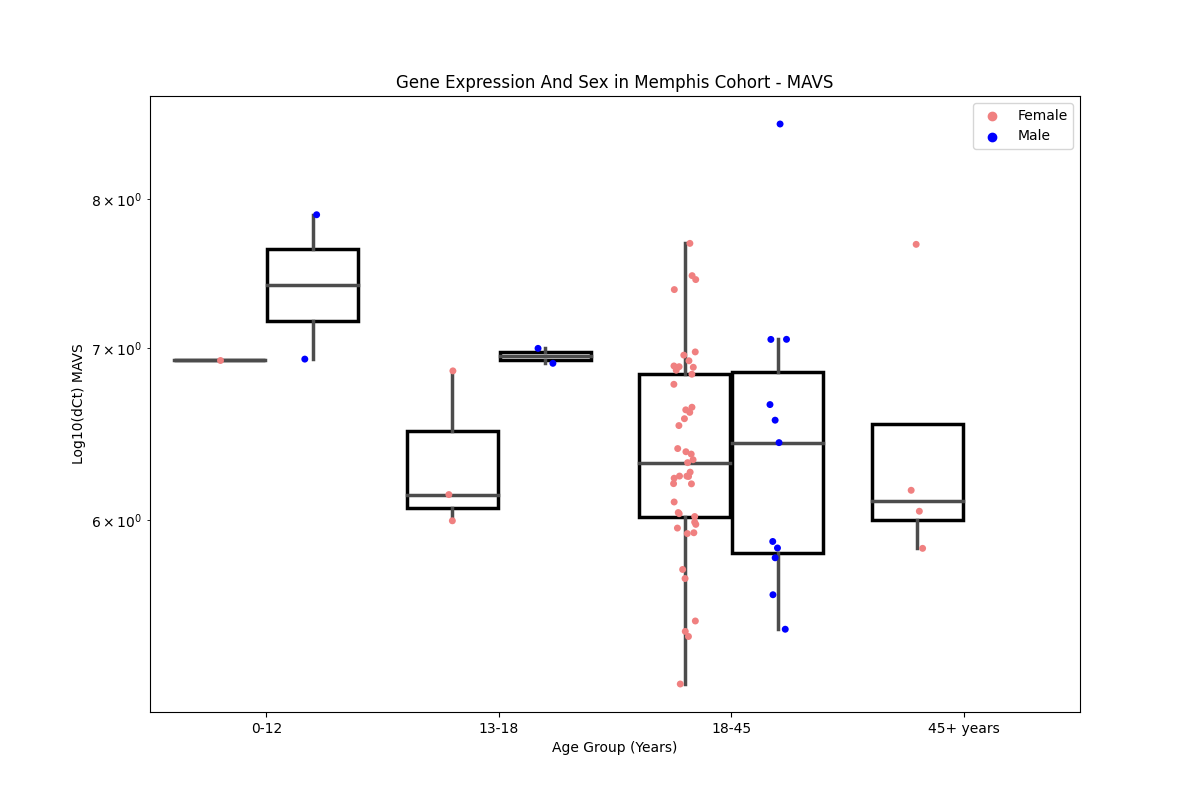 Gene Expression And Sex in Memphis Cohort - MAVS
Female
Male
Log10(dCt) MAVS
8 × 10⁰
7 × 10⁰
6 × 10⁰
0-12
13-18
18-45
45+ years
Age Group (Years)